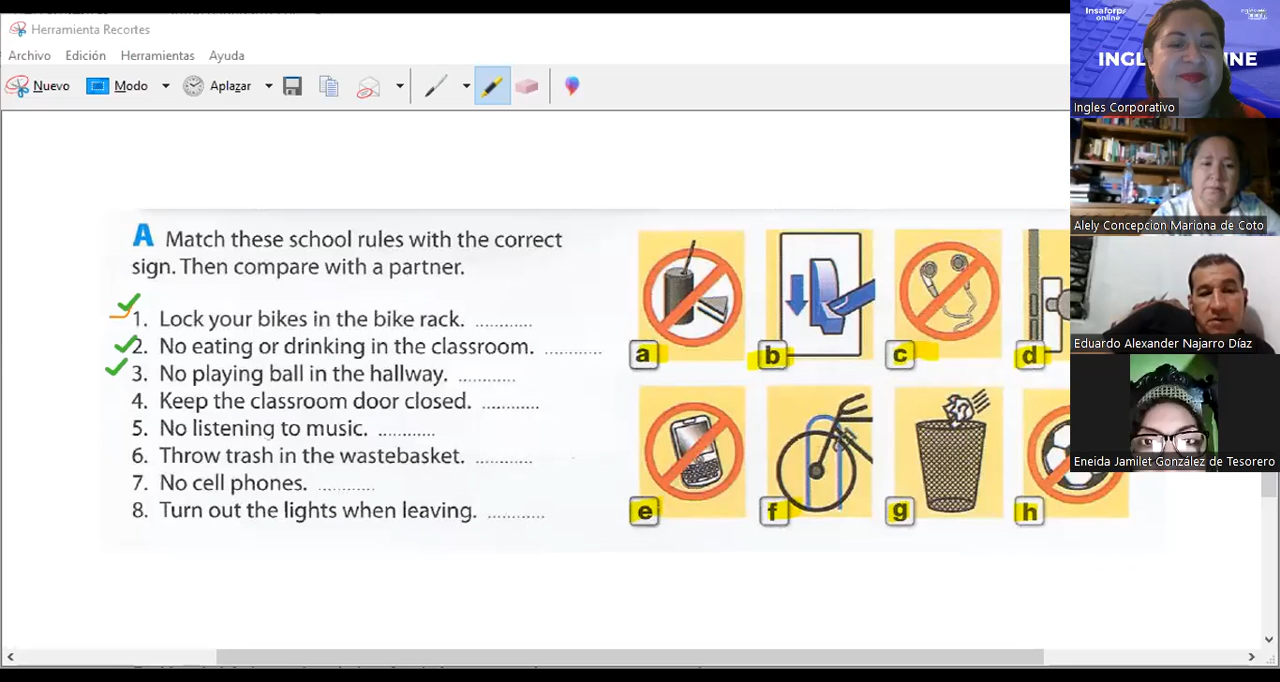 Herramienta Recortes
Archivo Edición Herramientas Ayuda
Nuevo Modo Aplazar
A Match these school rules with the correct
sign. Then compare with a partner.
1. Lock your bikes in the bike rack. ............
2. No eating or drinking in the classroom. ............
3. No playing ball in the hallway. ............
4. Keep the classroom door closed. ............
5. No listening to music. ............
6. Throw trash in the wastebasket. ............
7. No cell phones. ............
8. Turn out the lights when leaving. ............
a b c d
e f g h
Insaforp
online
INGL NE
Ingles Corporativo
Alely Concepcion Mariona de Coto
Eduardo Alexander Najarro Díaz
Eneida Jamilet González de Tesorero